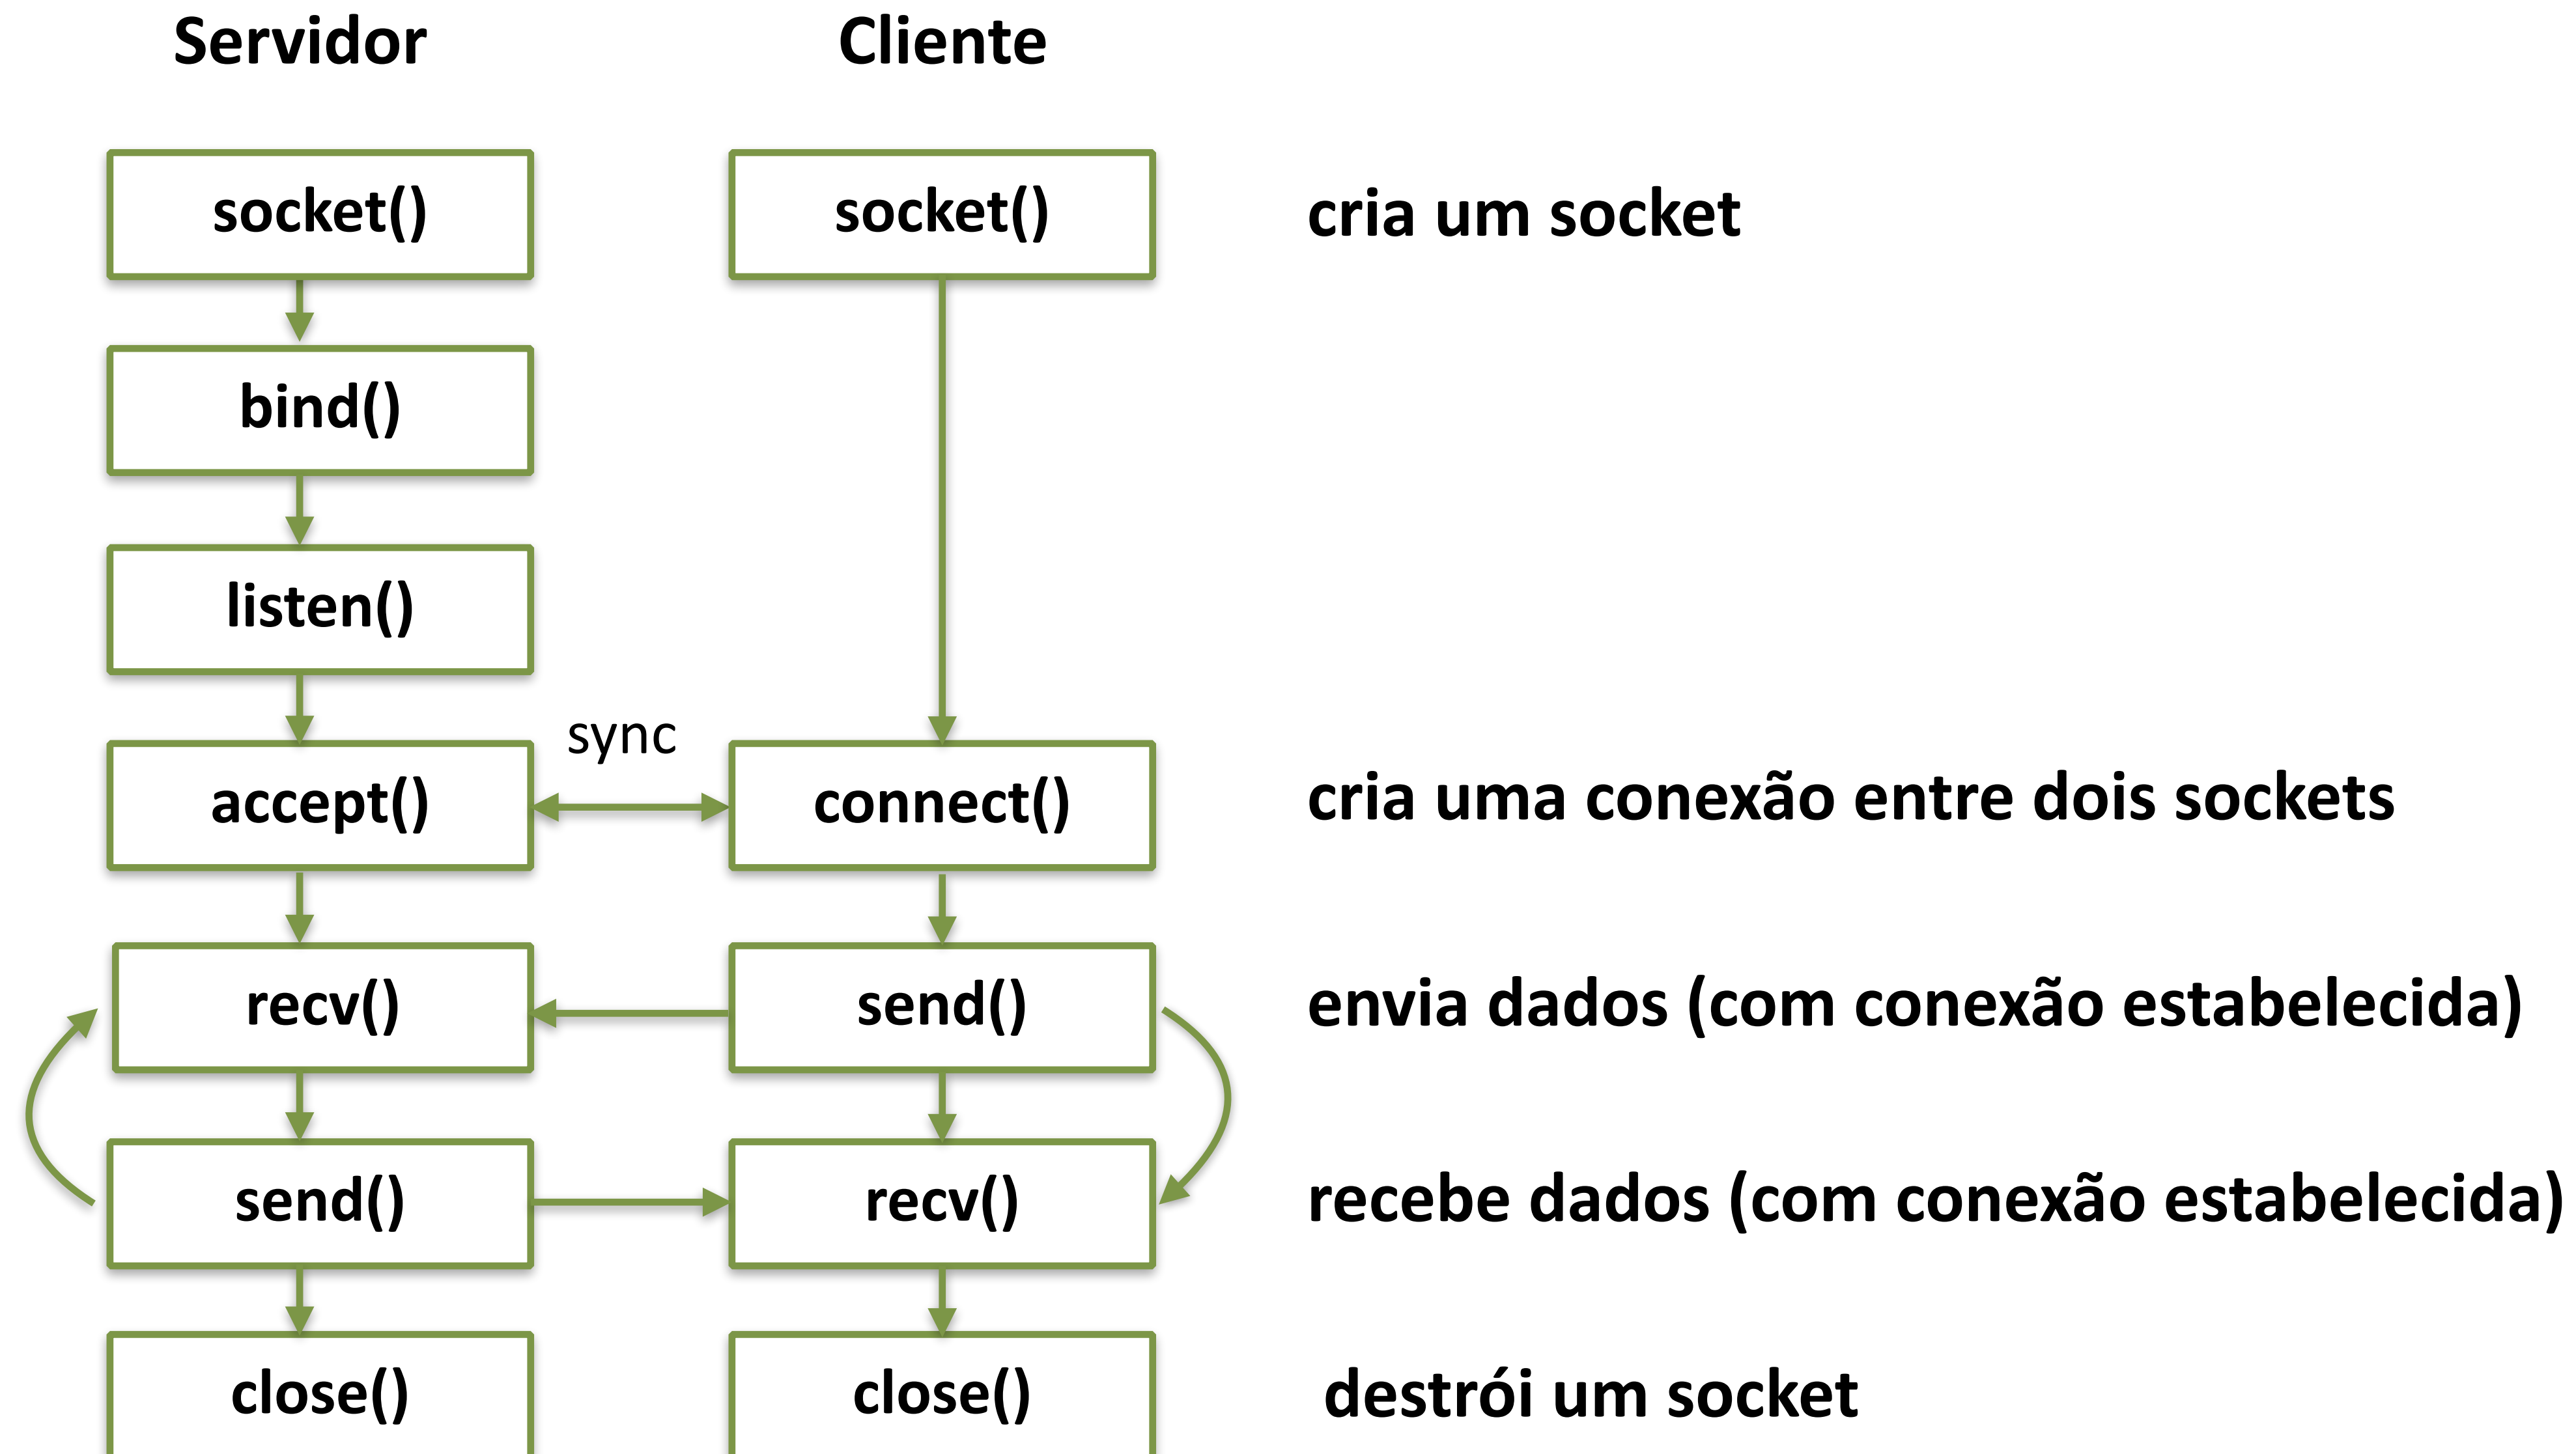 Servidor Cliente
socket() socket() cria um socket
bind()
listen()
sync
accept() connect() cria uma conexão entre dois sockets
recv() send() envia dados (com conexão estabelecida)
send() recv() recebe dados (com conexão estabelecida)
close() close() destrói um socket